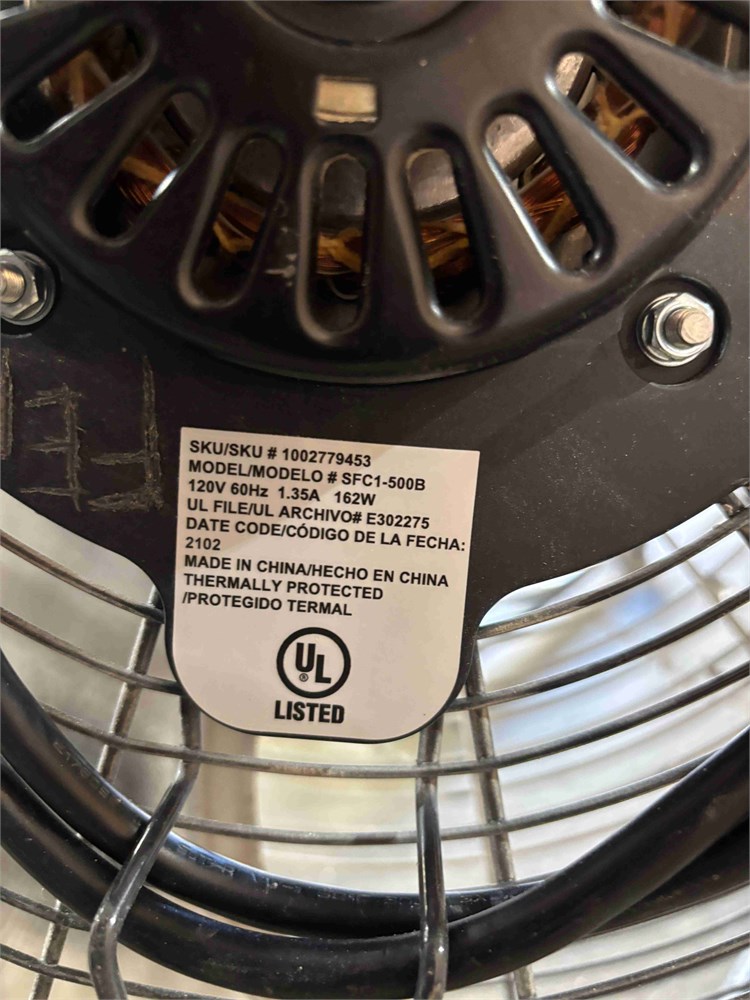 SKU/SKU # 1002779453
MODEL/MODELO # SFC1-500B
120V 60Hz 1.35A 162W
UL FILE/UL ARCHIVO# E302275
DATE CODE/CÓDIGO DE LA FECHA:
2102
MADE IN CHINA/HECHO EN CHINA
THERMALLY PROTECTED
/PROTEGIDO TERMAL
UL
®
LISTED